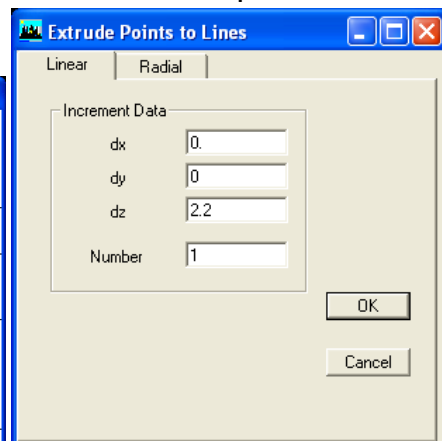 Extrude Points to Lines
Linear Radial
Increment Data
dx 0.
dy 0
dz 2.2
Number 1
OK
Cancel